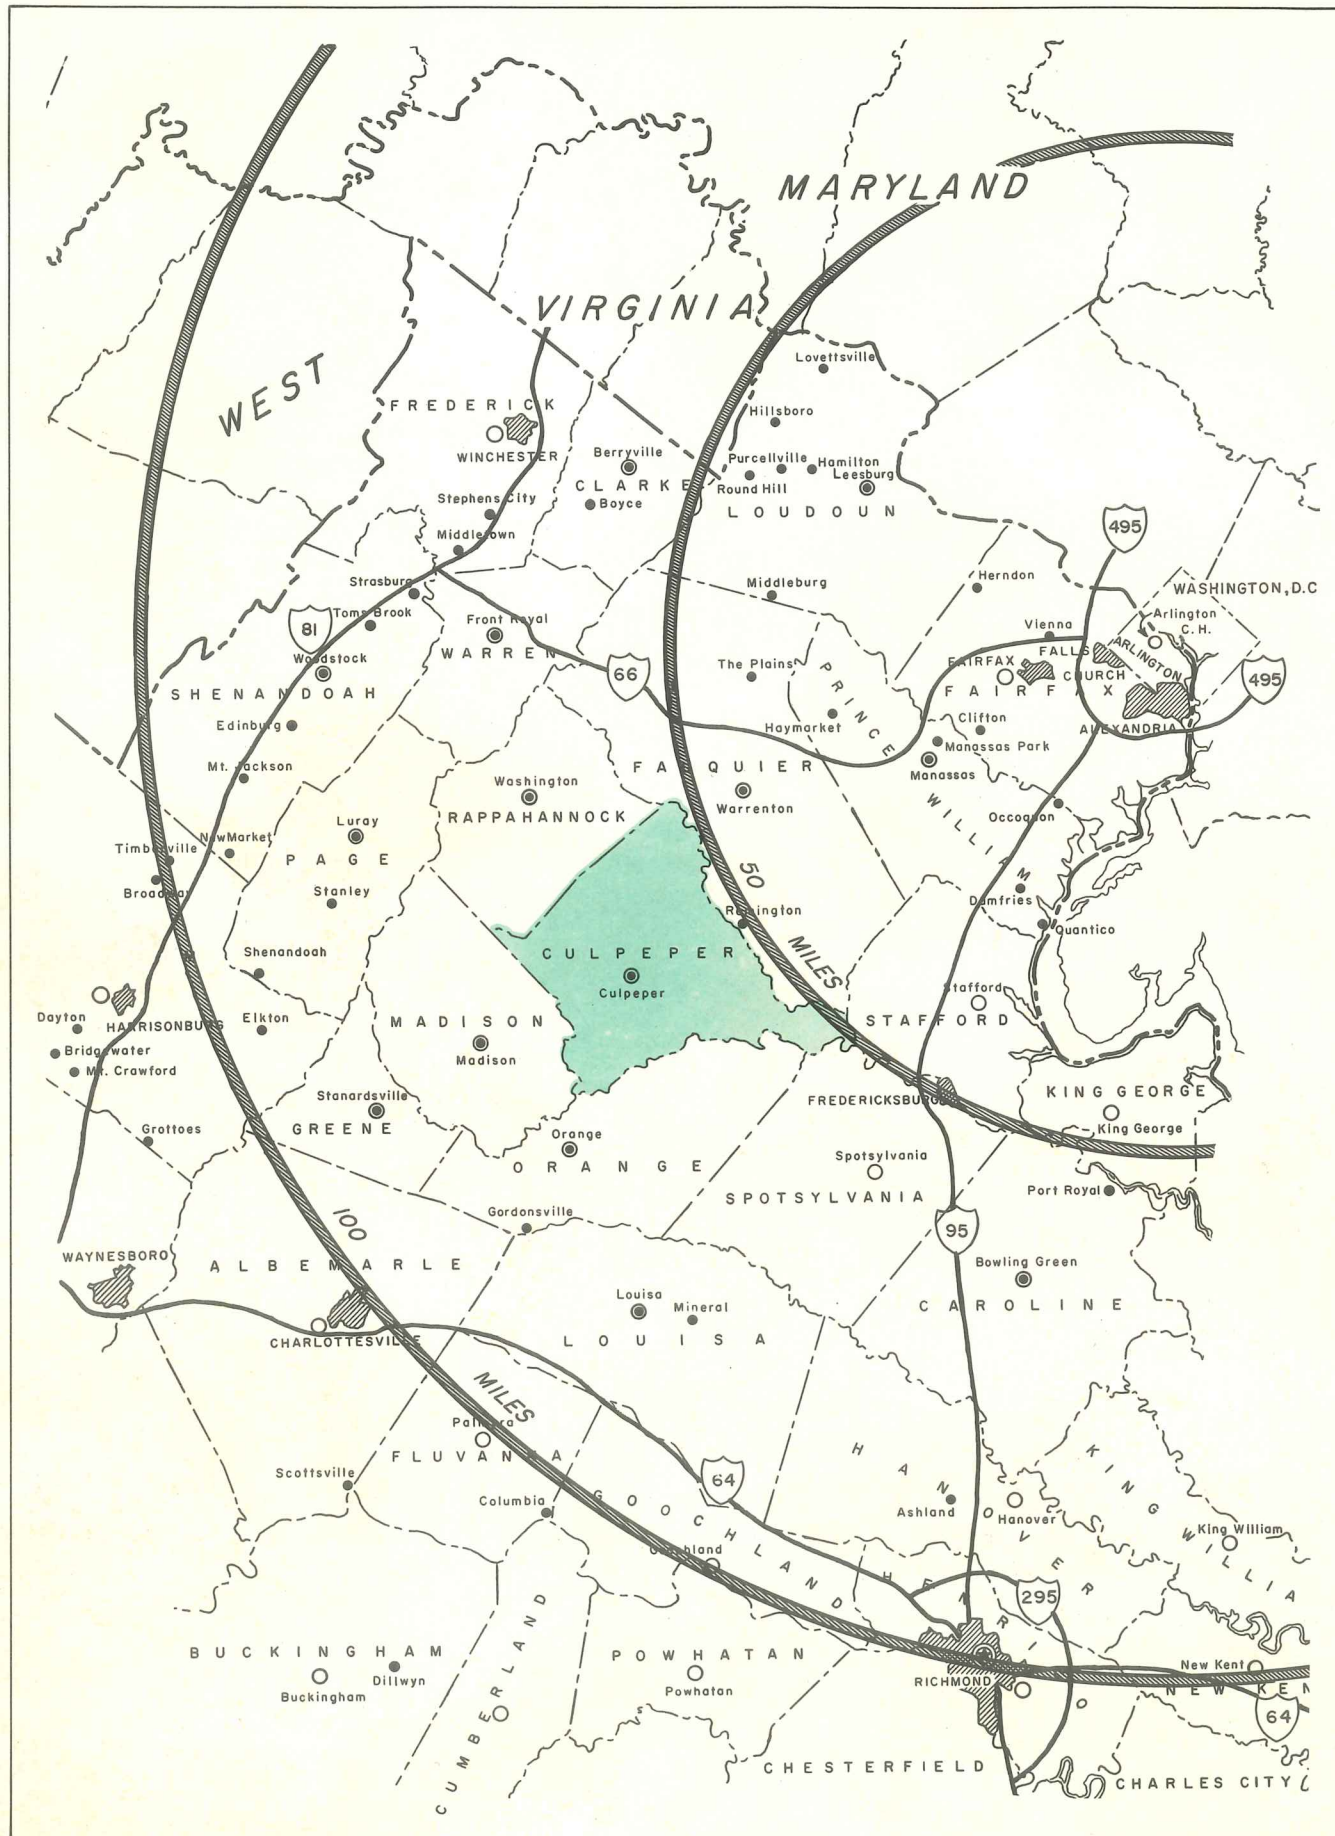 MARYLAND
VIRGINIA
WEST
Lovettsville
FREDERICK
Hillsboro
WINCHESTER
Berryville
Purcellville
Hamilton
CLARKE
Round Hill
Leesburg
Stephens City
Boyce
LOUDOUN
495
Middletown
Strasburg
Middleburg
Herndon
WASHINGTON, D.C
Toms Brook
81
Front Royal
Vienna
Arlington
C. H.
WARREN
FALLS
CHURCH
ARLINGTON
Woodstock
66
The Plains
FAIRFAX
FAIRFAX
495
SHENANDOAH
PRINCE
WILLIAM
Edinburg
Haymarket
Clifton
ALEXANDRIA
Manassas Park
Mt. Jackson
Washington
FAUQUIER
Manassas
RAPPAHANNOCK
Warrenton
Occoquan
Luray
NewMarket
Timberville
PAGE
50
MILES
Broadway
Stanley
Dumfries
Remington
Quantico
Shenandoah
CULPEPER
Culpeper
Stafford
Dayton
HARRISONBURG
Elkton
MADISON
STAFFORD
Bridgewater
Madison
Mt. Crawford
Stanardsville
FREDERICKSBURG
KING GEORGE
King George
Grottoes
GREENE
Orange
ORANGE
Spotsylvania
SPOTSYLVANIA
Port Royal
100
MILES
Gordonsville
95
WAYNESBORO
ALBEMARLE
Bowling Green
Louisa
Mineral
CAROLINE
CHARLOTTESVILLE
LOUISA
Palmyra
FLUVANNA
HANOVER
KING WILLIA
Scottsville
64
Columbia
GOOCHLAND
Ashland
Hanover
King William
Goochland
HENRICO
295
CUMBERLAND
BUCKINGHAM
POWHATAN
Dillwyn
Buckingham
Powhatan
RICHMOND
New Kent
NEW KEN
64
CHESTERFIELD
CHARLES CITY